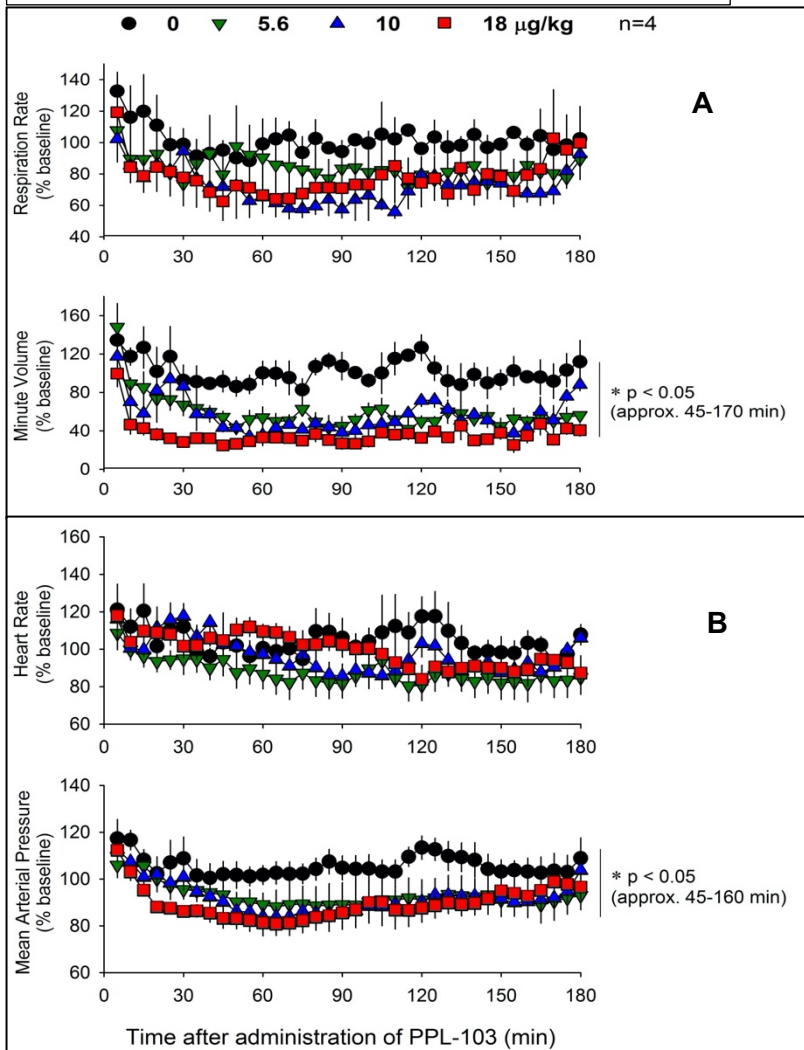 0 5.6 10 18 μg/kg n=4
A
Respiration Rate
(% baseline)
140
120
100
80
60
40
0 30 60 90 120 150 180
Minute Volume
(% baseline)
160
120
80
40
0
0 30 60 90 120 150 180
* p < 0.05
(approx. 45-170 min)
B
Heart Rate
(% baseline)
160
140
120
100
80
60
0 30 60 90 120 150 180
Mean Arterial Pressure
(% baseline)
140
120
100
80
60
0 30 60 90 120 150 180
* p < 0.05
(approx. 45-160 min)
Time after administration of PPL-103 (min)